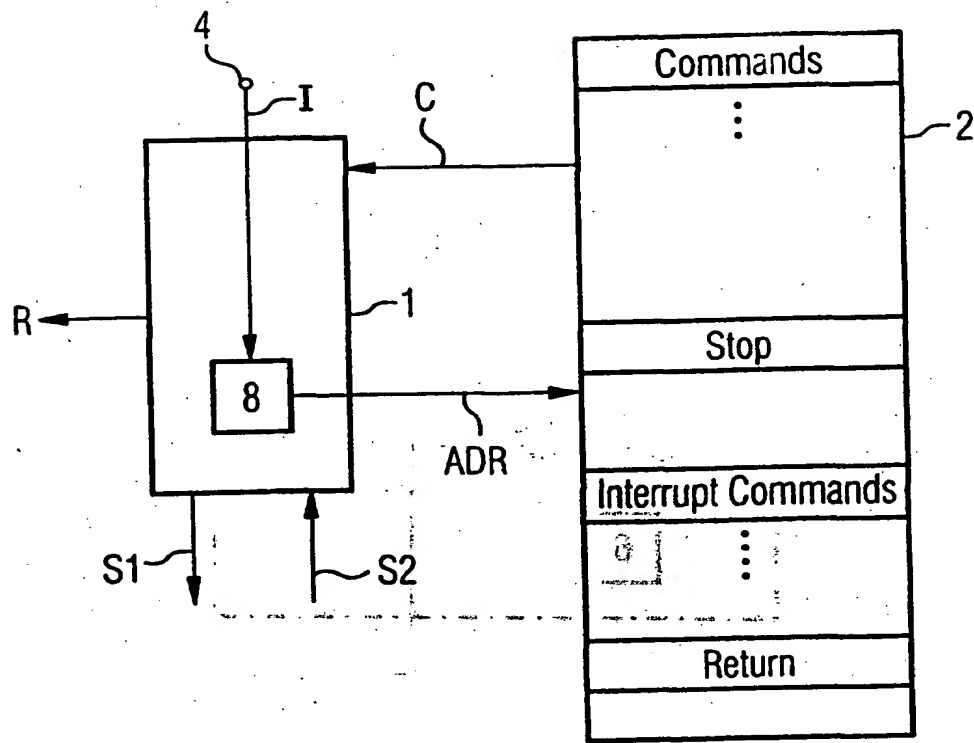 4
I
C
Commands
2
R
1
Stop
8
ADR
Interrupt Commands
S1
S2
Return